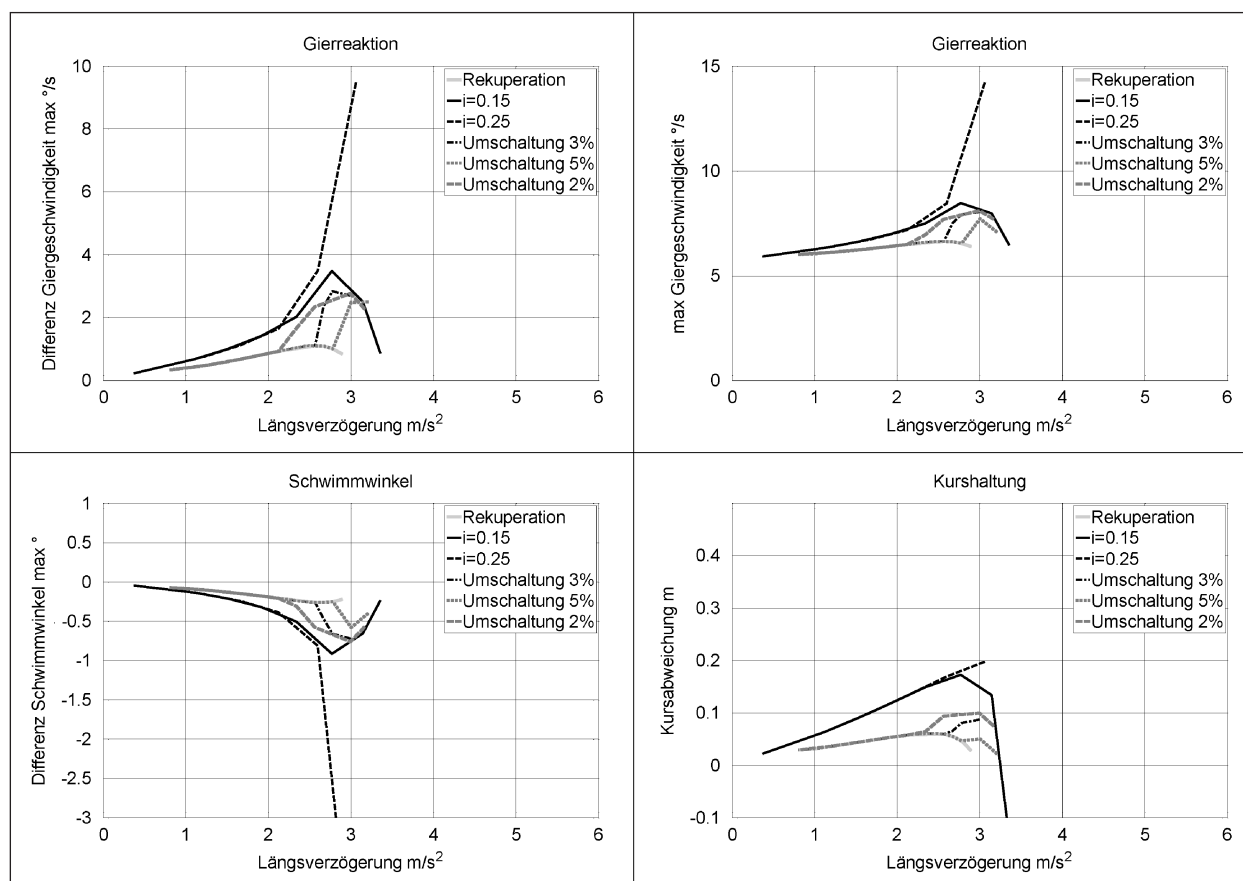 Gierreaktion
Differenz Giergeschwindigkeit max °/s
10
8
6
4
2
0
0 1 2 3 4 5 6
Längsverzögerung m/s²
Rekuperation
i=0.15
i=0.25
Umschaltung 3%
Umschaltung 5%
Umschaltung 2%
Gierreaktion
max Giergeschwindigkeit °/s
15
10
5
0
0 1 2 3 4 5 6
Längsverzögerung m/s²
Rekuperation
i=0.15
i=0.25
Umschaltung 3%
Umschaltung 5%
Umschaltung 2%
Schwimmwinkel
Differenz Schwimmwinkel max °
1
0.5
0
-0.5
-1
-1.5
-2
-2.5
-3
0 1 2 3 4 5 6
Längsverzögerung m/s²
Rekuperation
i=0.15
i=0.25
Umschaltung 3%
Umschaltung 5%
Umschaltung 2%
Kurshaltung
Kursabweichung m
0.4
0.3
0.2
0.1
0
-0.1
0 1 2 3 4 5 6
Längsverzögerung m/s²
Rekuperation
i=0.15
i=0.25
Umschaltung 3%
Umschaltung 5%
Umschaltung 2%